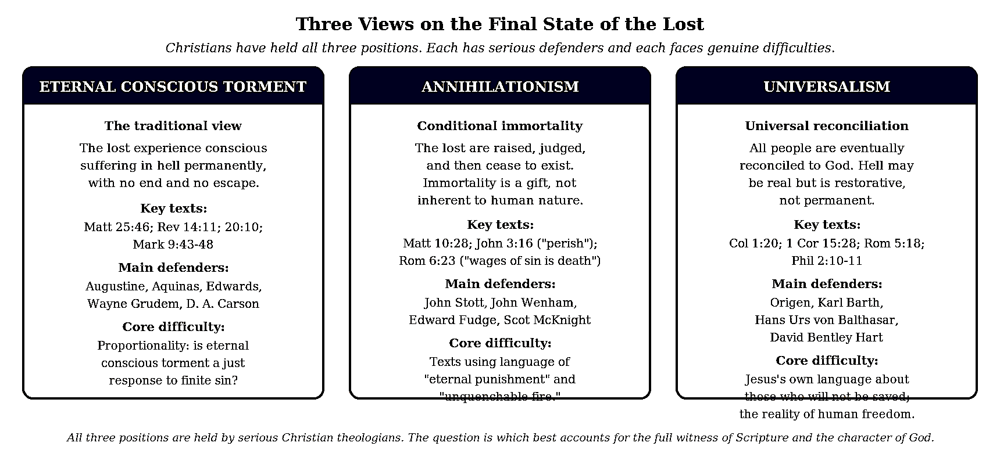 Three Views on the Final State of the Lost
Christians have held all three positions. Each has serious defenders and each faces genuine difficulties.
ETERNAL CONSCIOUS TORMENT
The traditional view
The lost experience conscious
suffering in hell permanently,
with no end and no escape.
Key texts:
Matt 25:46; Rev 14:11; 20:10;
Mark 9:43-48
Main defenders:
Augustine, Aquinas, Edwards,
Wayne Grudem, D. A. Carson
Core difficulty:
Proportionality: is eternal
conscious torment a just
response to finite sin?
ANNIHILATIONISM
Conditional immortality
The lost are raised, judged,
and then cease to exist.
Immortality is a gift, not
inherent to human nature.
Key texts:
Matt 10:28; John 3:16 ("perish");
Rom 6:23 ("wages of sin is death")
Main defenders:
John Stott, John Wenham,
Edward Fudge, Scot McKnight
Core difficulty:
Texts using language of
"eternal punishment" and
"unquenchable fire."
UNIVERSALISM
Universal reconciliation
All people are eventually
reconciled to God. Hell may
be real but is restorative,
not permanent.
Key texts:
Col 1:20; 1 Cor 15:28; Rom 5:18;
Phil 2:10-11
Main defenders:
Origen, Karl Barth,
Hans Urs von Balthasar,
David Bentley Hart
Core difficulty:
Jesus's own language about
those who will not be saved;
the reality of human freedom.
All three positions are held by serious Christian theologians. The question is which best accounts for the full witness of Scripture and the character of God.